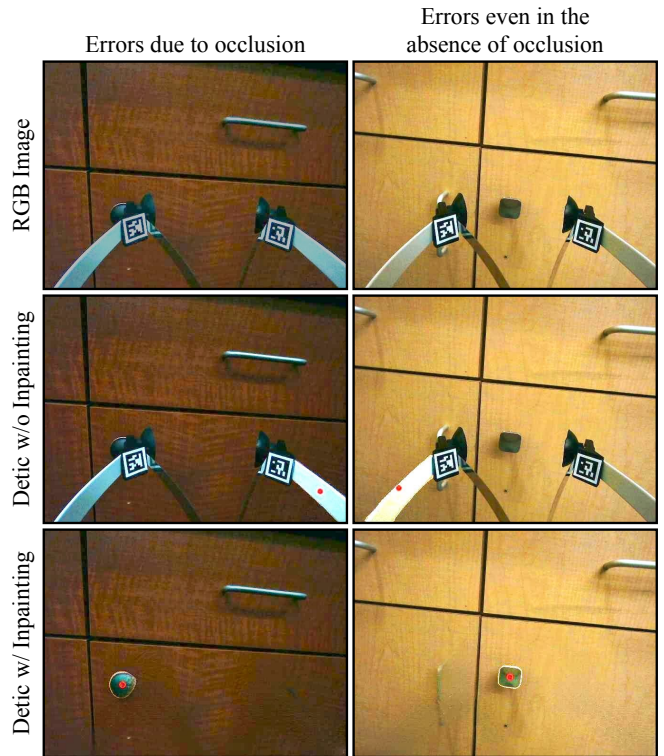 Errors due to occlusion
Errors even in the
absence of occlusion
RGB Image
Detic w/o Inpainting
Detic w/ Inpainting